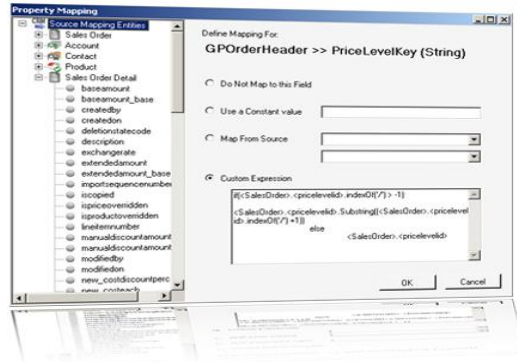 Property Mapping
Source Mapping Entities
Sales Order
Account
Contact
Product
Sales Order Detail
baseamount
baseamount_base
createdby
createdon
deletionstatecode
description
exchangerate
extendedamount
extendedamount_base
importsequencenumber
iscopied
ispriceoverridden
isproductoverridden
lineitemnumber
manualdiscountamount
manualdiscountamount
modifiedby
modifiedon
new_costdiscountperc
new_costeach
Define Mapping For:
GPOrderHeader >> PriceLevelKey (String)
Do Not Map to this Field
Use a Constant value
Map From Source
Custom Expression
if(<SalesOrder>.<pricelevelid>.indexOf('/') > -1)
<SalesOrder>.<pricelevelid>.Substring((<SalesOrder>.<pricelevel
id>.indexOf('/') +1))
else
<SalesOrder>.<pricelevelid>
OK
Cancel